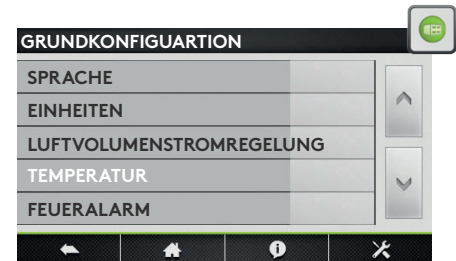 GRUNDKONFIGUARTION
SPRACHE
EINHEITEN
LUFTVOLUMENSTROMREGELUNG
TEMPERATUR
FEUERALARM